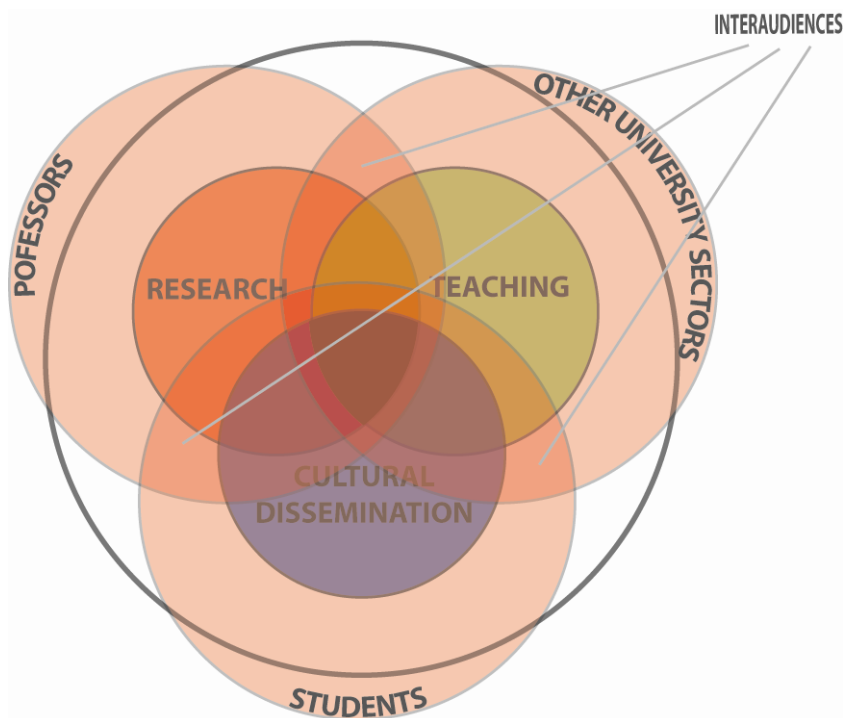 INTERAUDIENCES
OTHER UNIVERSITY SECTORS
POFESSORS
RESEARCH
TEACHING
CULTURAL
DISSEMINATION
STUDENTS